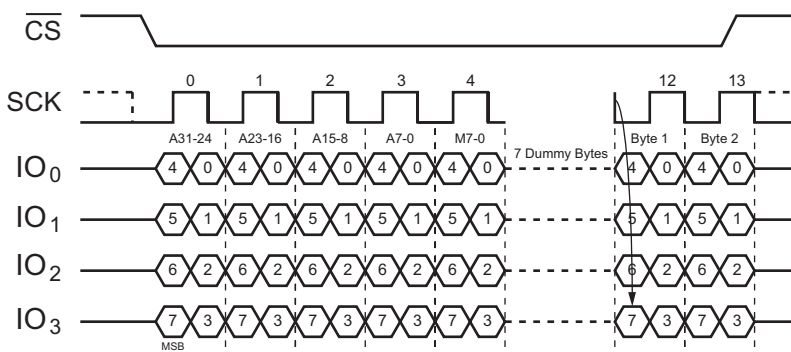 CS
0 1 2 3 4 12 13
SCK
A31-24 A23-16 A15-8 A7-0 M7-0 7 Dummy Bytes Byte 1 Byte 2
IO0 4 0 4 0 4 0 4 0 4 0 4 0 4 0
IO1 5 1 5 1 5 1 5 1 5 1 5 1 5 1
IO2 6 2 6 2 6 2 6 2 6 2 6 2 6 2
IO3 7 3 7 3 7 3 7 3 7 3 7 3 7 3
MSB